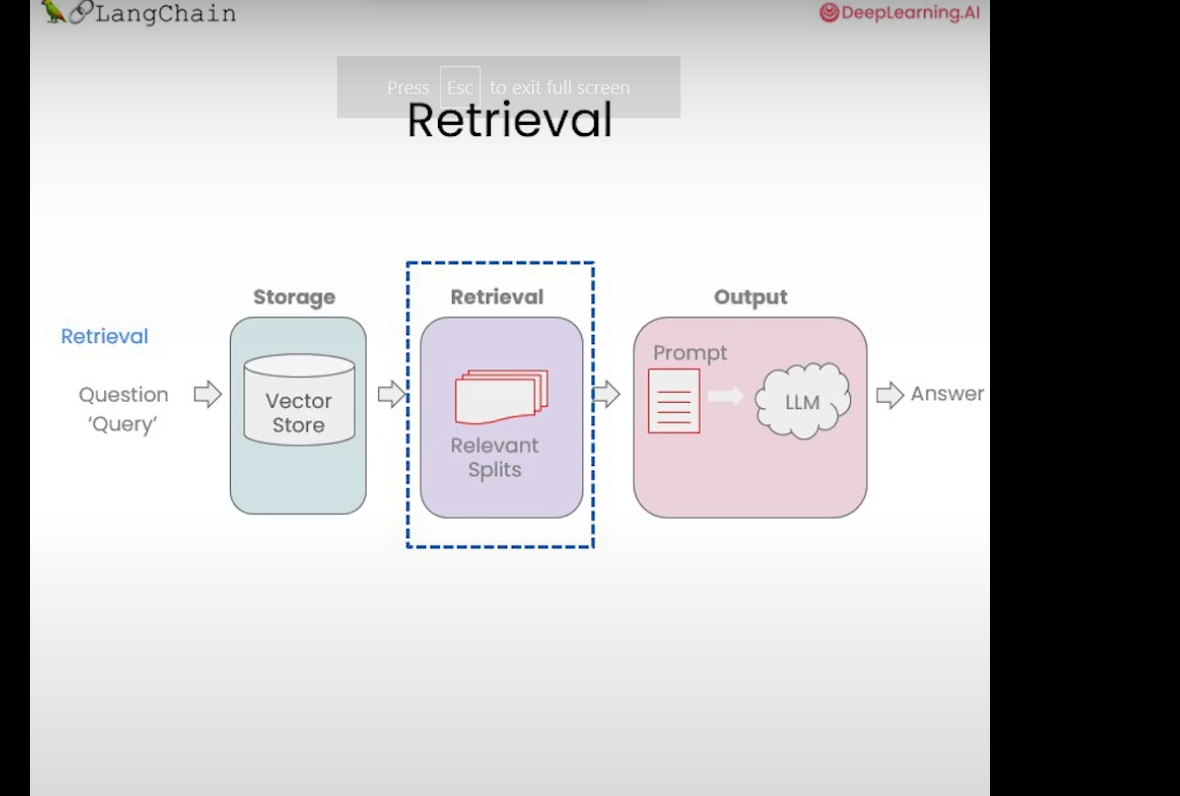 LangChain
DeepLearning.AI
Press Esc to exit full screen
Retrieval
Storage
Retrieval
Output
Retrieval
Question
‘Query’
Vector
Store
Relevant
Splits
Prompt
LLM
Answer